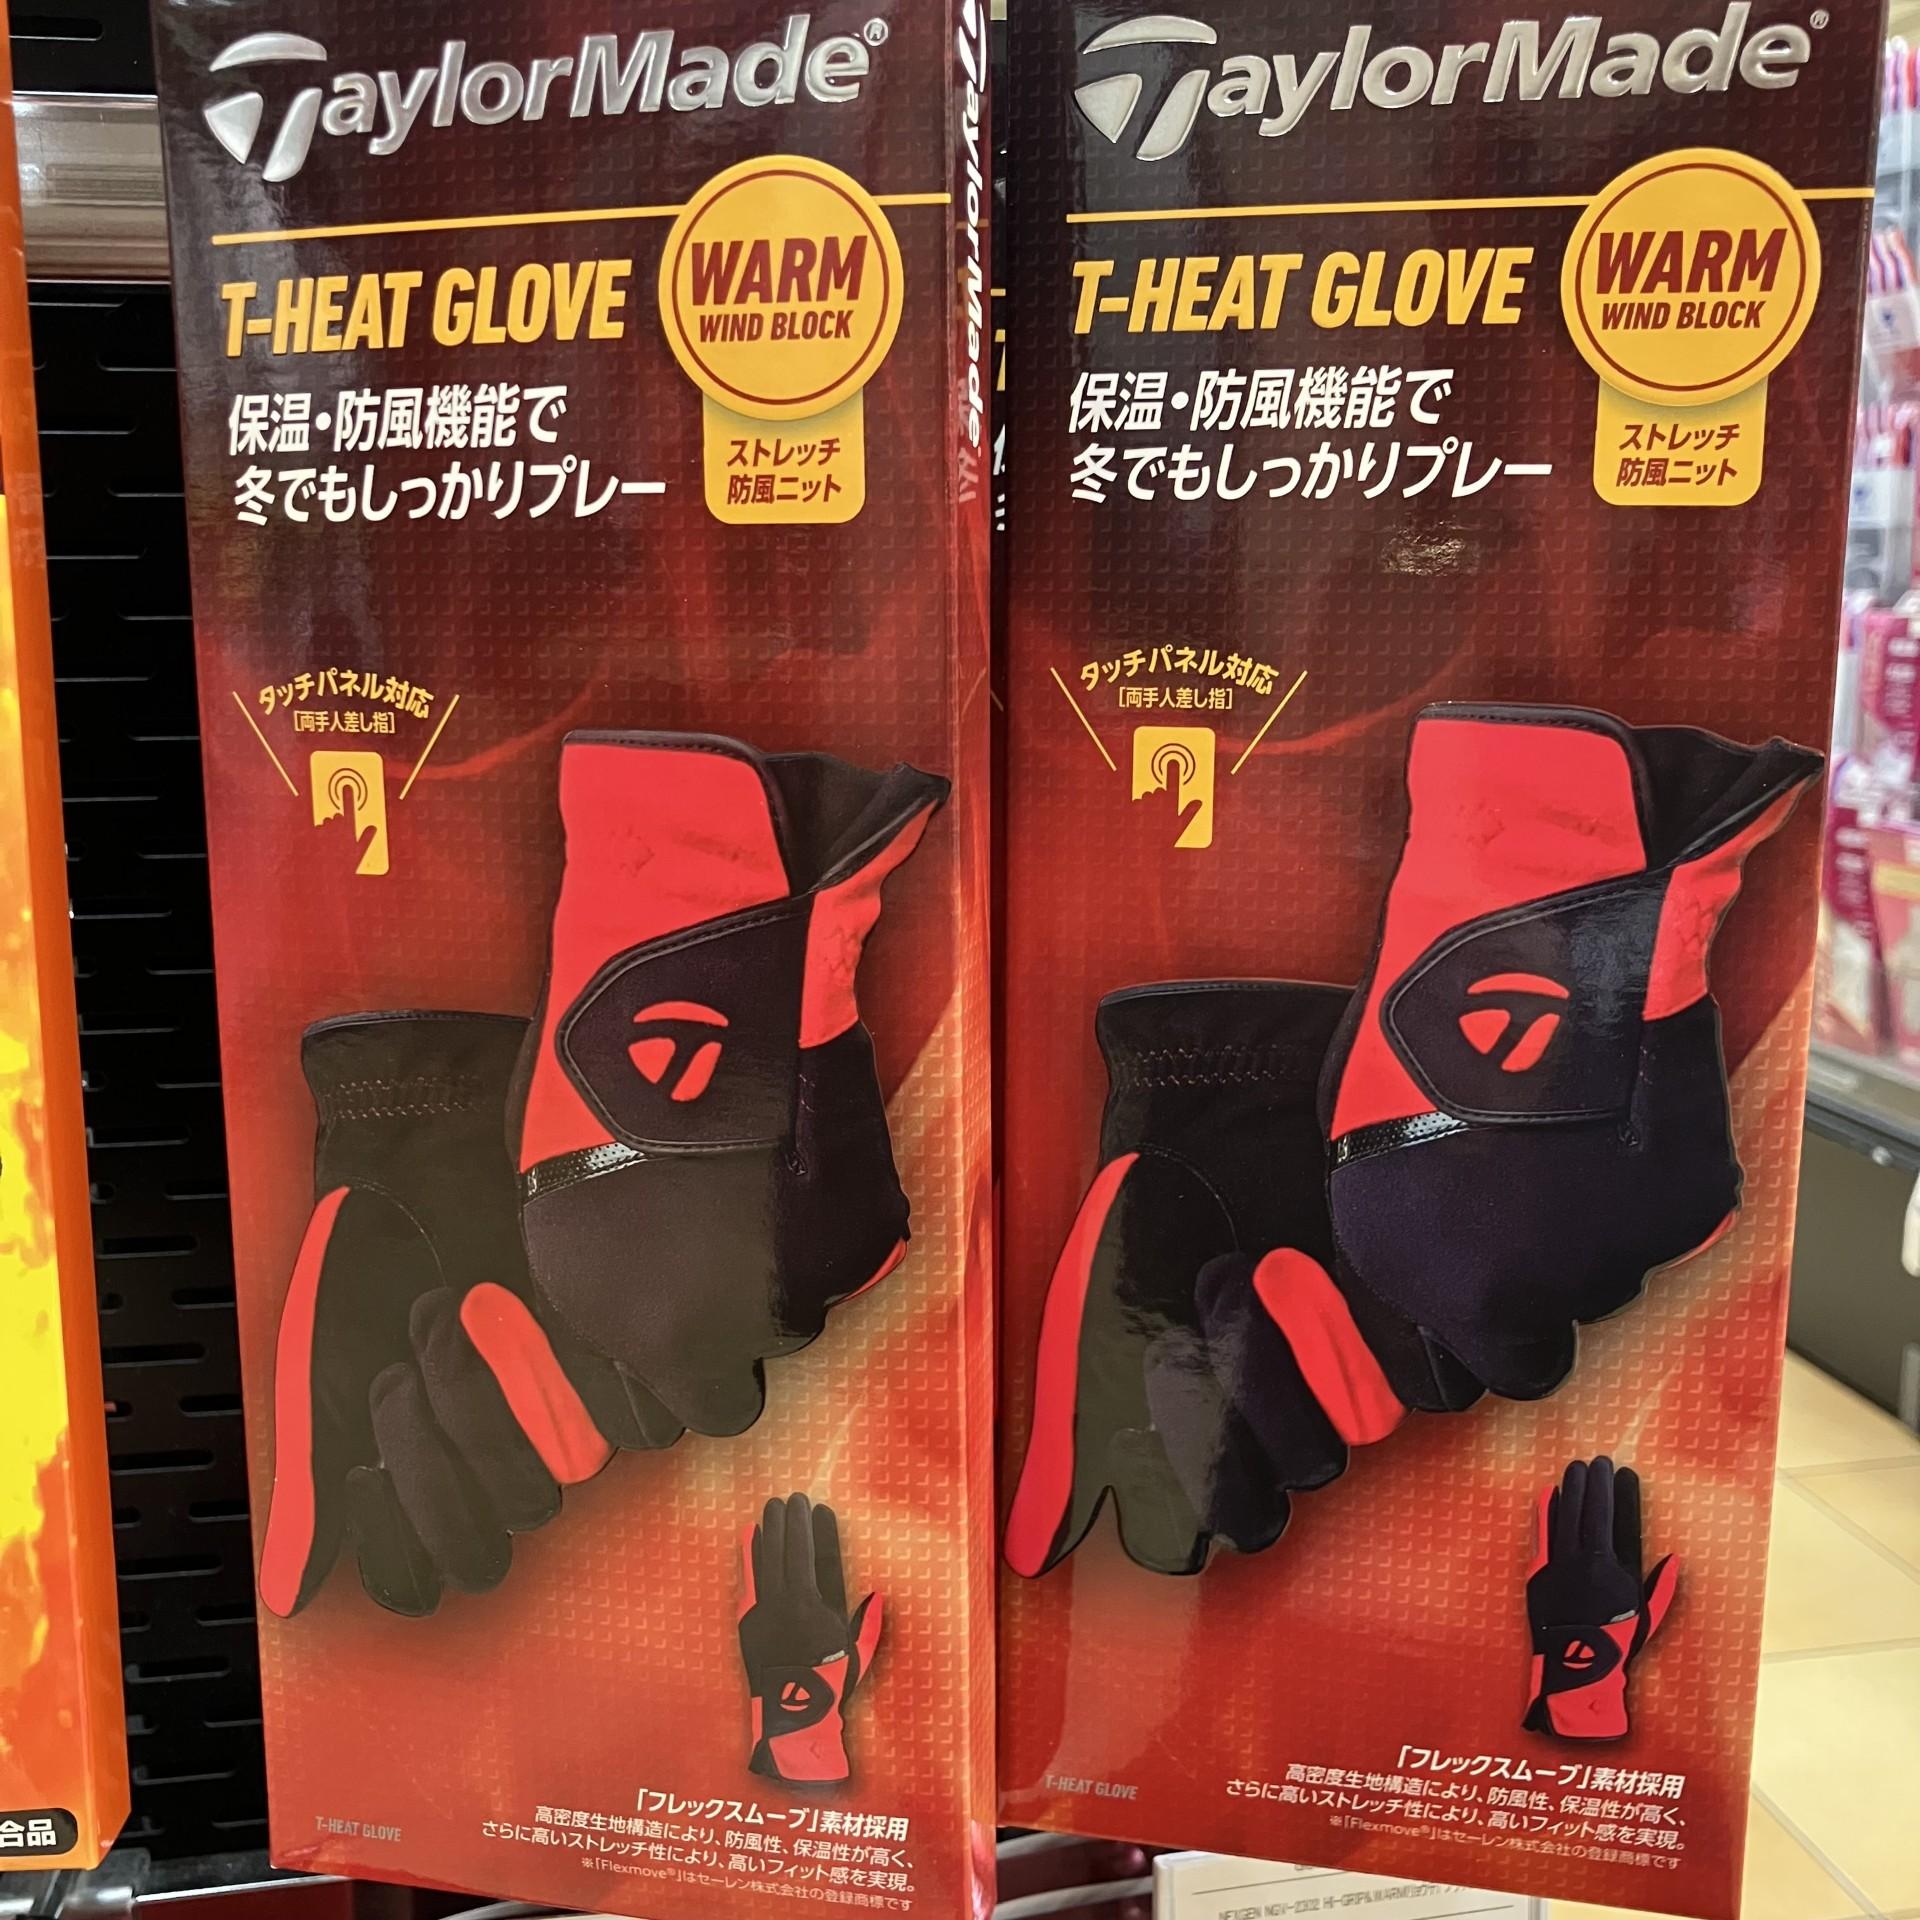 TaylorMade®
T-HEAT GLOVE
WARM
WIND BLOCK
保温・防風機能で
冬でもしっかりプレー
ストレッチ
防風ニット
タッチパネル対応
[両手人差し指]
「フレックスムーブ」素材採用
高密度生地構造により、防風性、保温性が高く、
さらに高いストレッチ性により、高いフィット感を実現。
※「Flexmove®」はセーレン株式会社の登録商標です
T-HEAT GLOVE
TaylorMade
TaylorMade®
T-HEAT GLOVE
WARM
WIND BLOCK
保温・防風機能で
冬でもしっかりプレー
ストレッチ
防風ニット
タッチパネル対応
[両手人差し指]
「フレックスムーブ」素材採用
高密度生地構造により、防風性、保温性が高く、
さらに高いストレッチ性により、高いフィット感を実現。
※「Flexmove®」はセーレン株式会社の登録商標です
T-HEAT GLOVE
合品